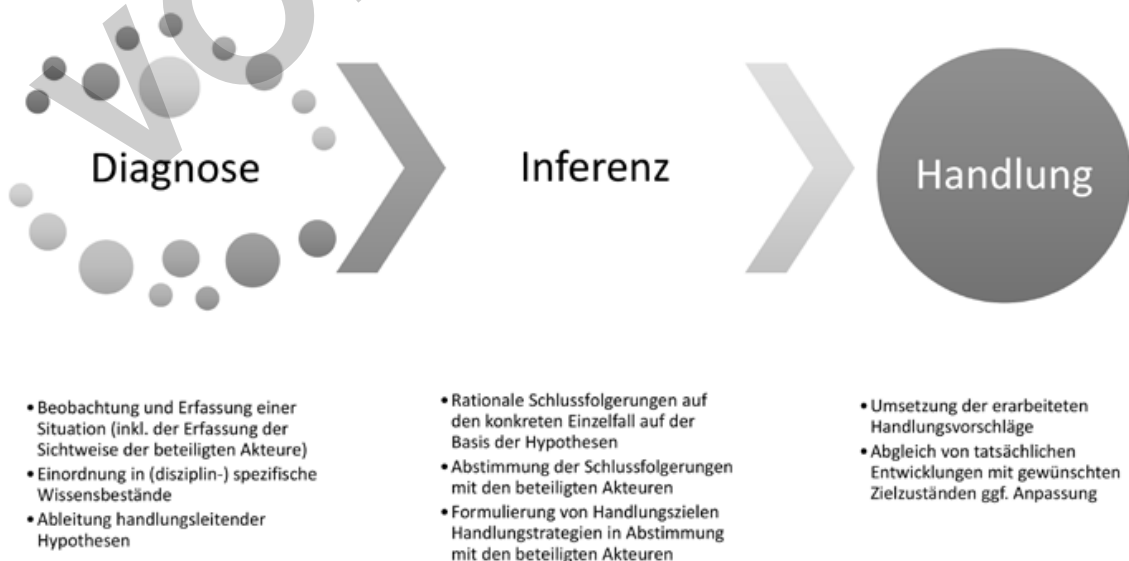 Diagnose
Inferenz
Handlung
• Beobachtung und Erfassung einer
Situation (inkl. der Erfassung der
Sichtweise der beteiligten Akteure)
• Einordnung in (disziplin-) spezifische
Wissensbestände
• Ableitung handlungsleitender
Hypothesen
• Rationale Schlussfolgerungen auf
den konkreten Einzelfall auf der
Basis der Hypothesen
• Abstimmung der Schlussfolgerungen
mit den beteiligten Akteuren
• Formulierung von Handlungszielen
Handlungstrategien in Abstimmung
mit den beteiligten Akteuren
• Umsetzung der erarbeiteten
Handlungsvorschläge
• Abgleich von tatsächlichen
Entwicklungen mit gewünschten
Zielzuständen ggf. Anpassung